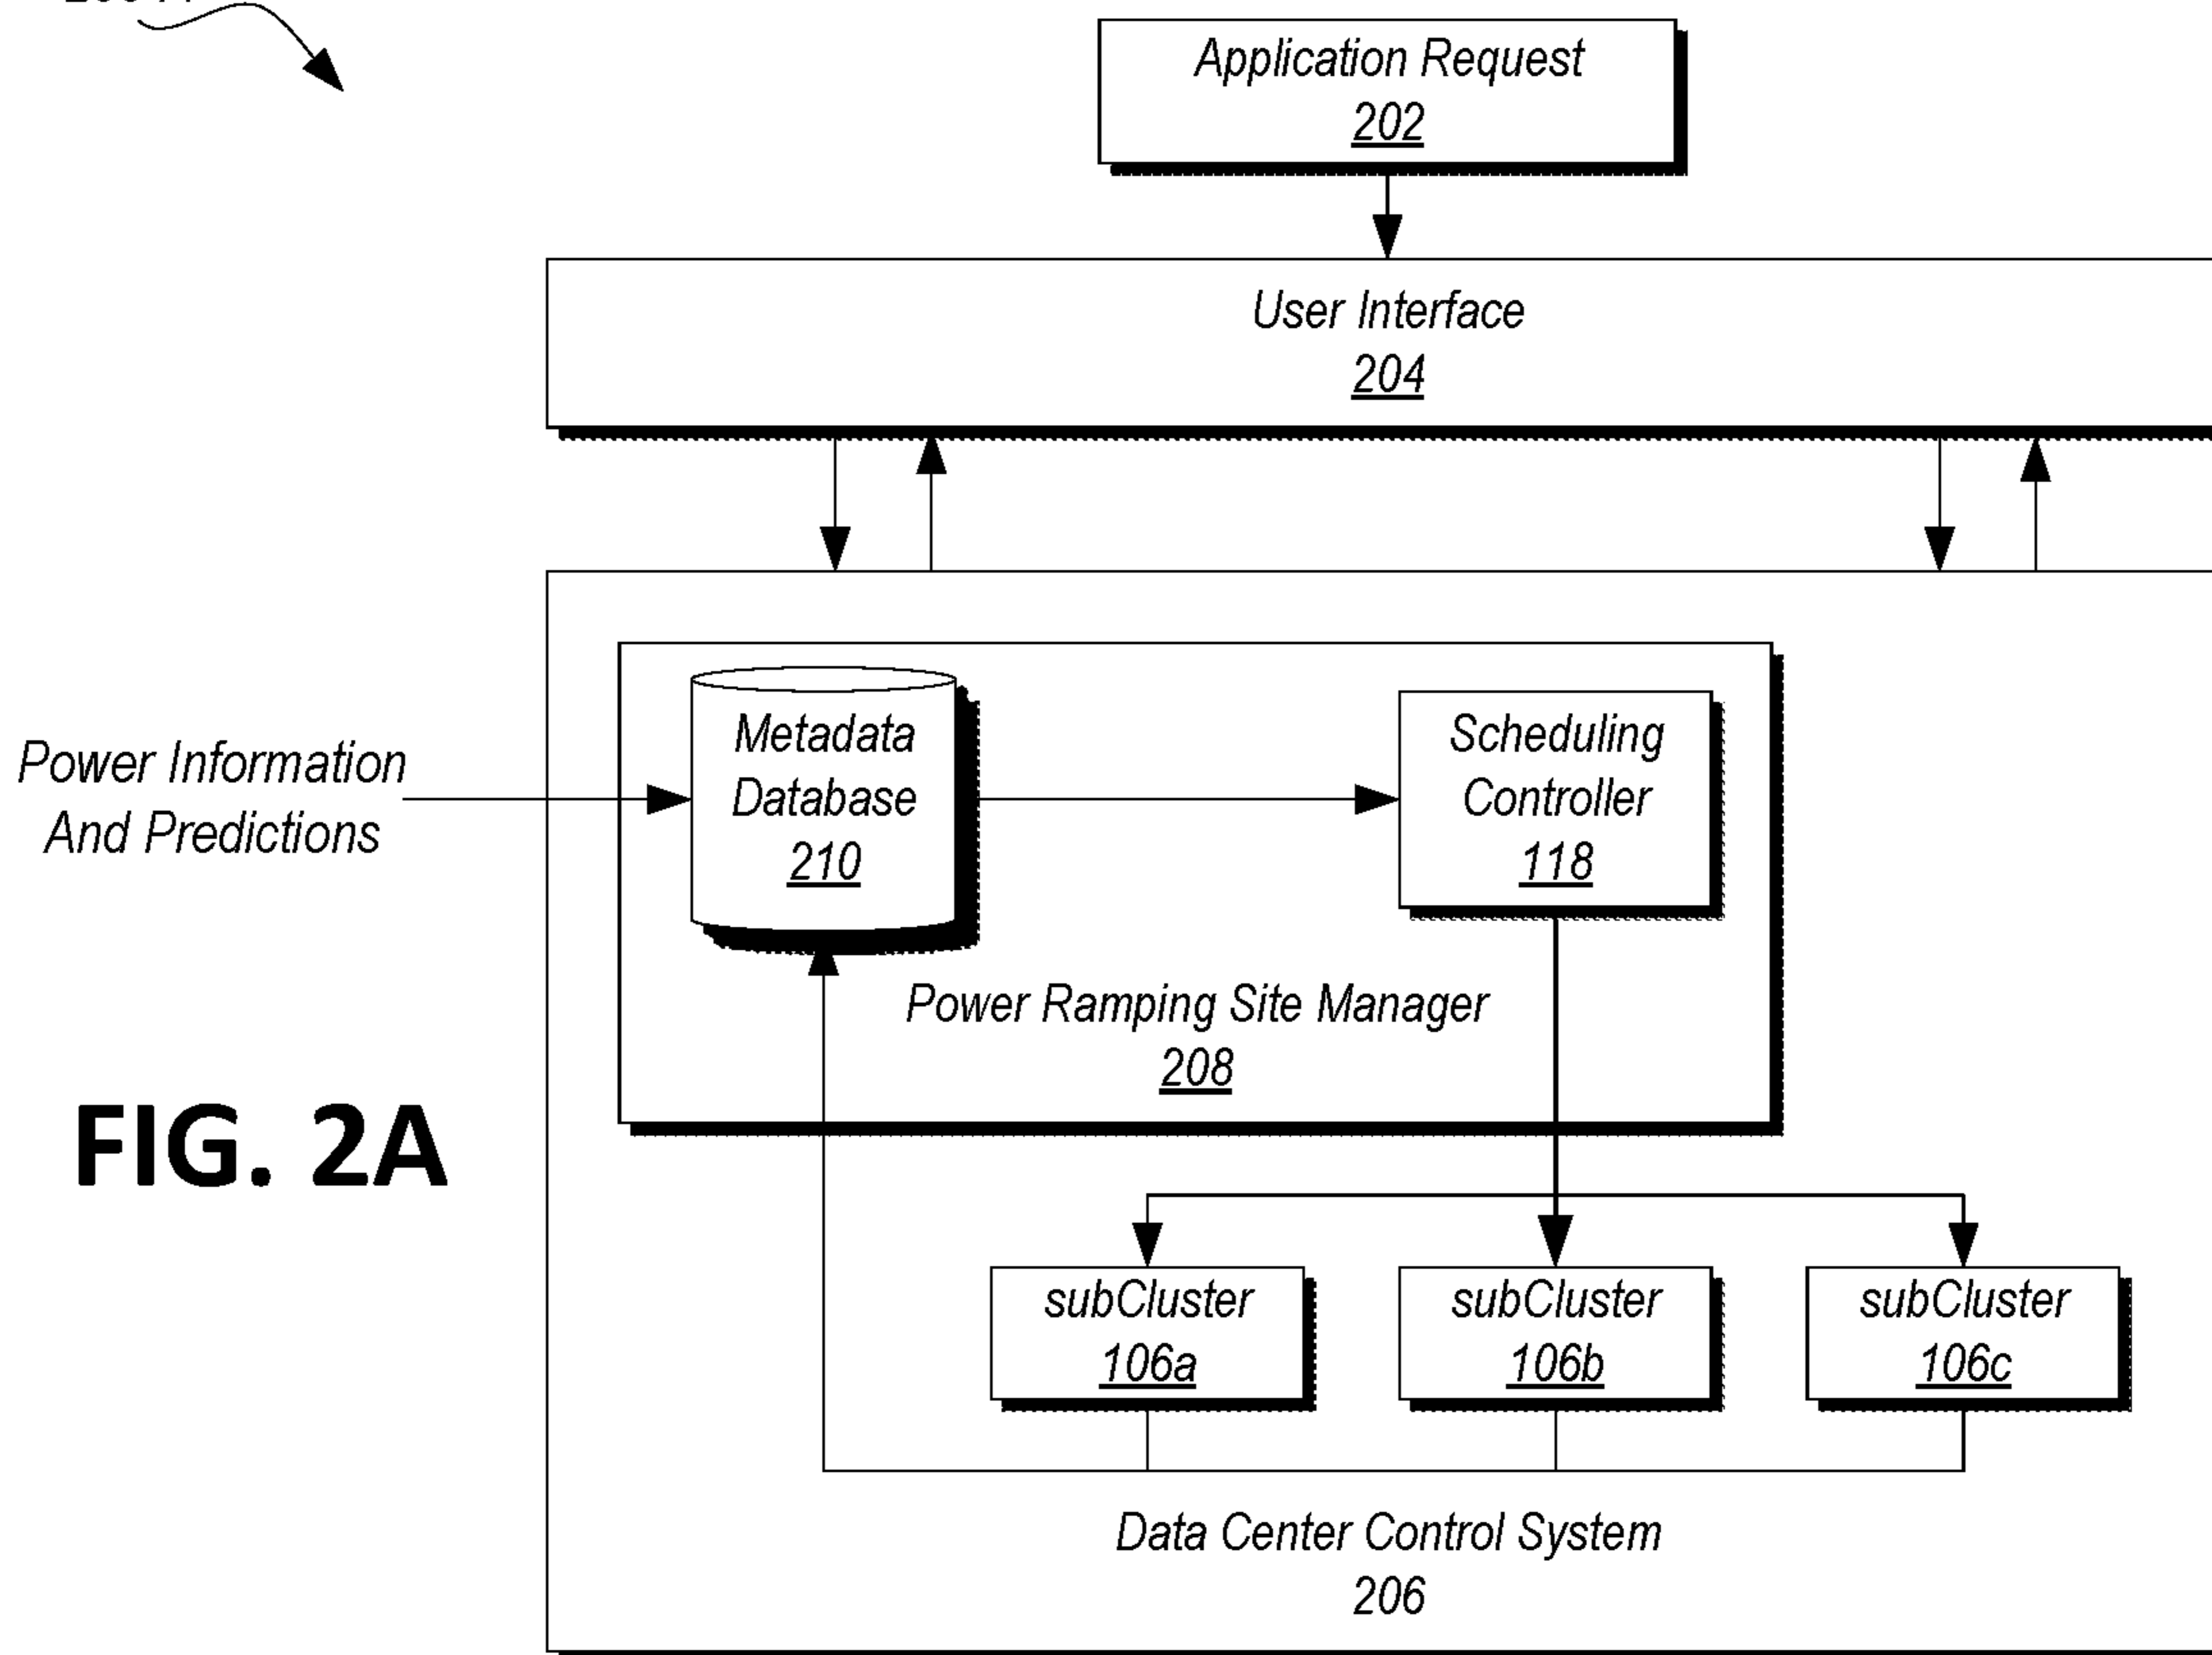 Application Request
202
User Interface
204
Metadata
Database
210
Scheduling
Controller
118
Power Information
And Predictions
Power Ramping Site Manager
208
FIG. 2A
subCluster
106a
subCluster
106b
subCluster
106c
Data Center Control System
206